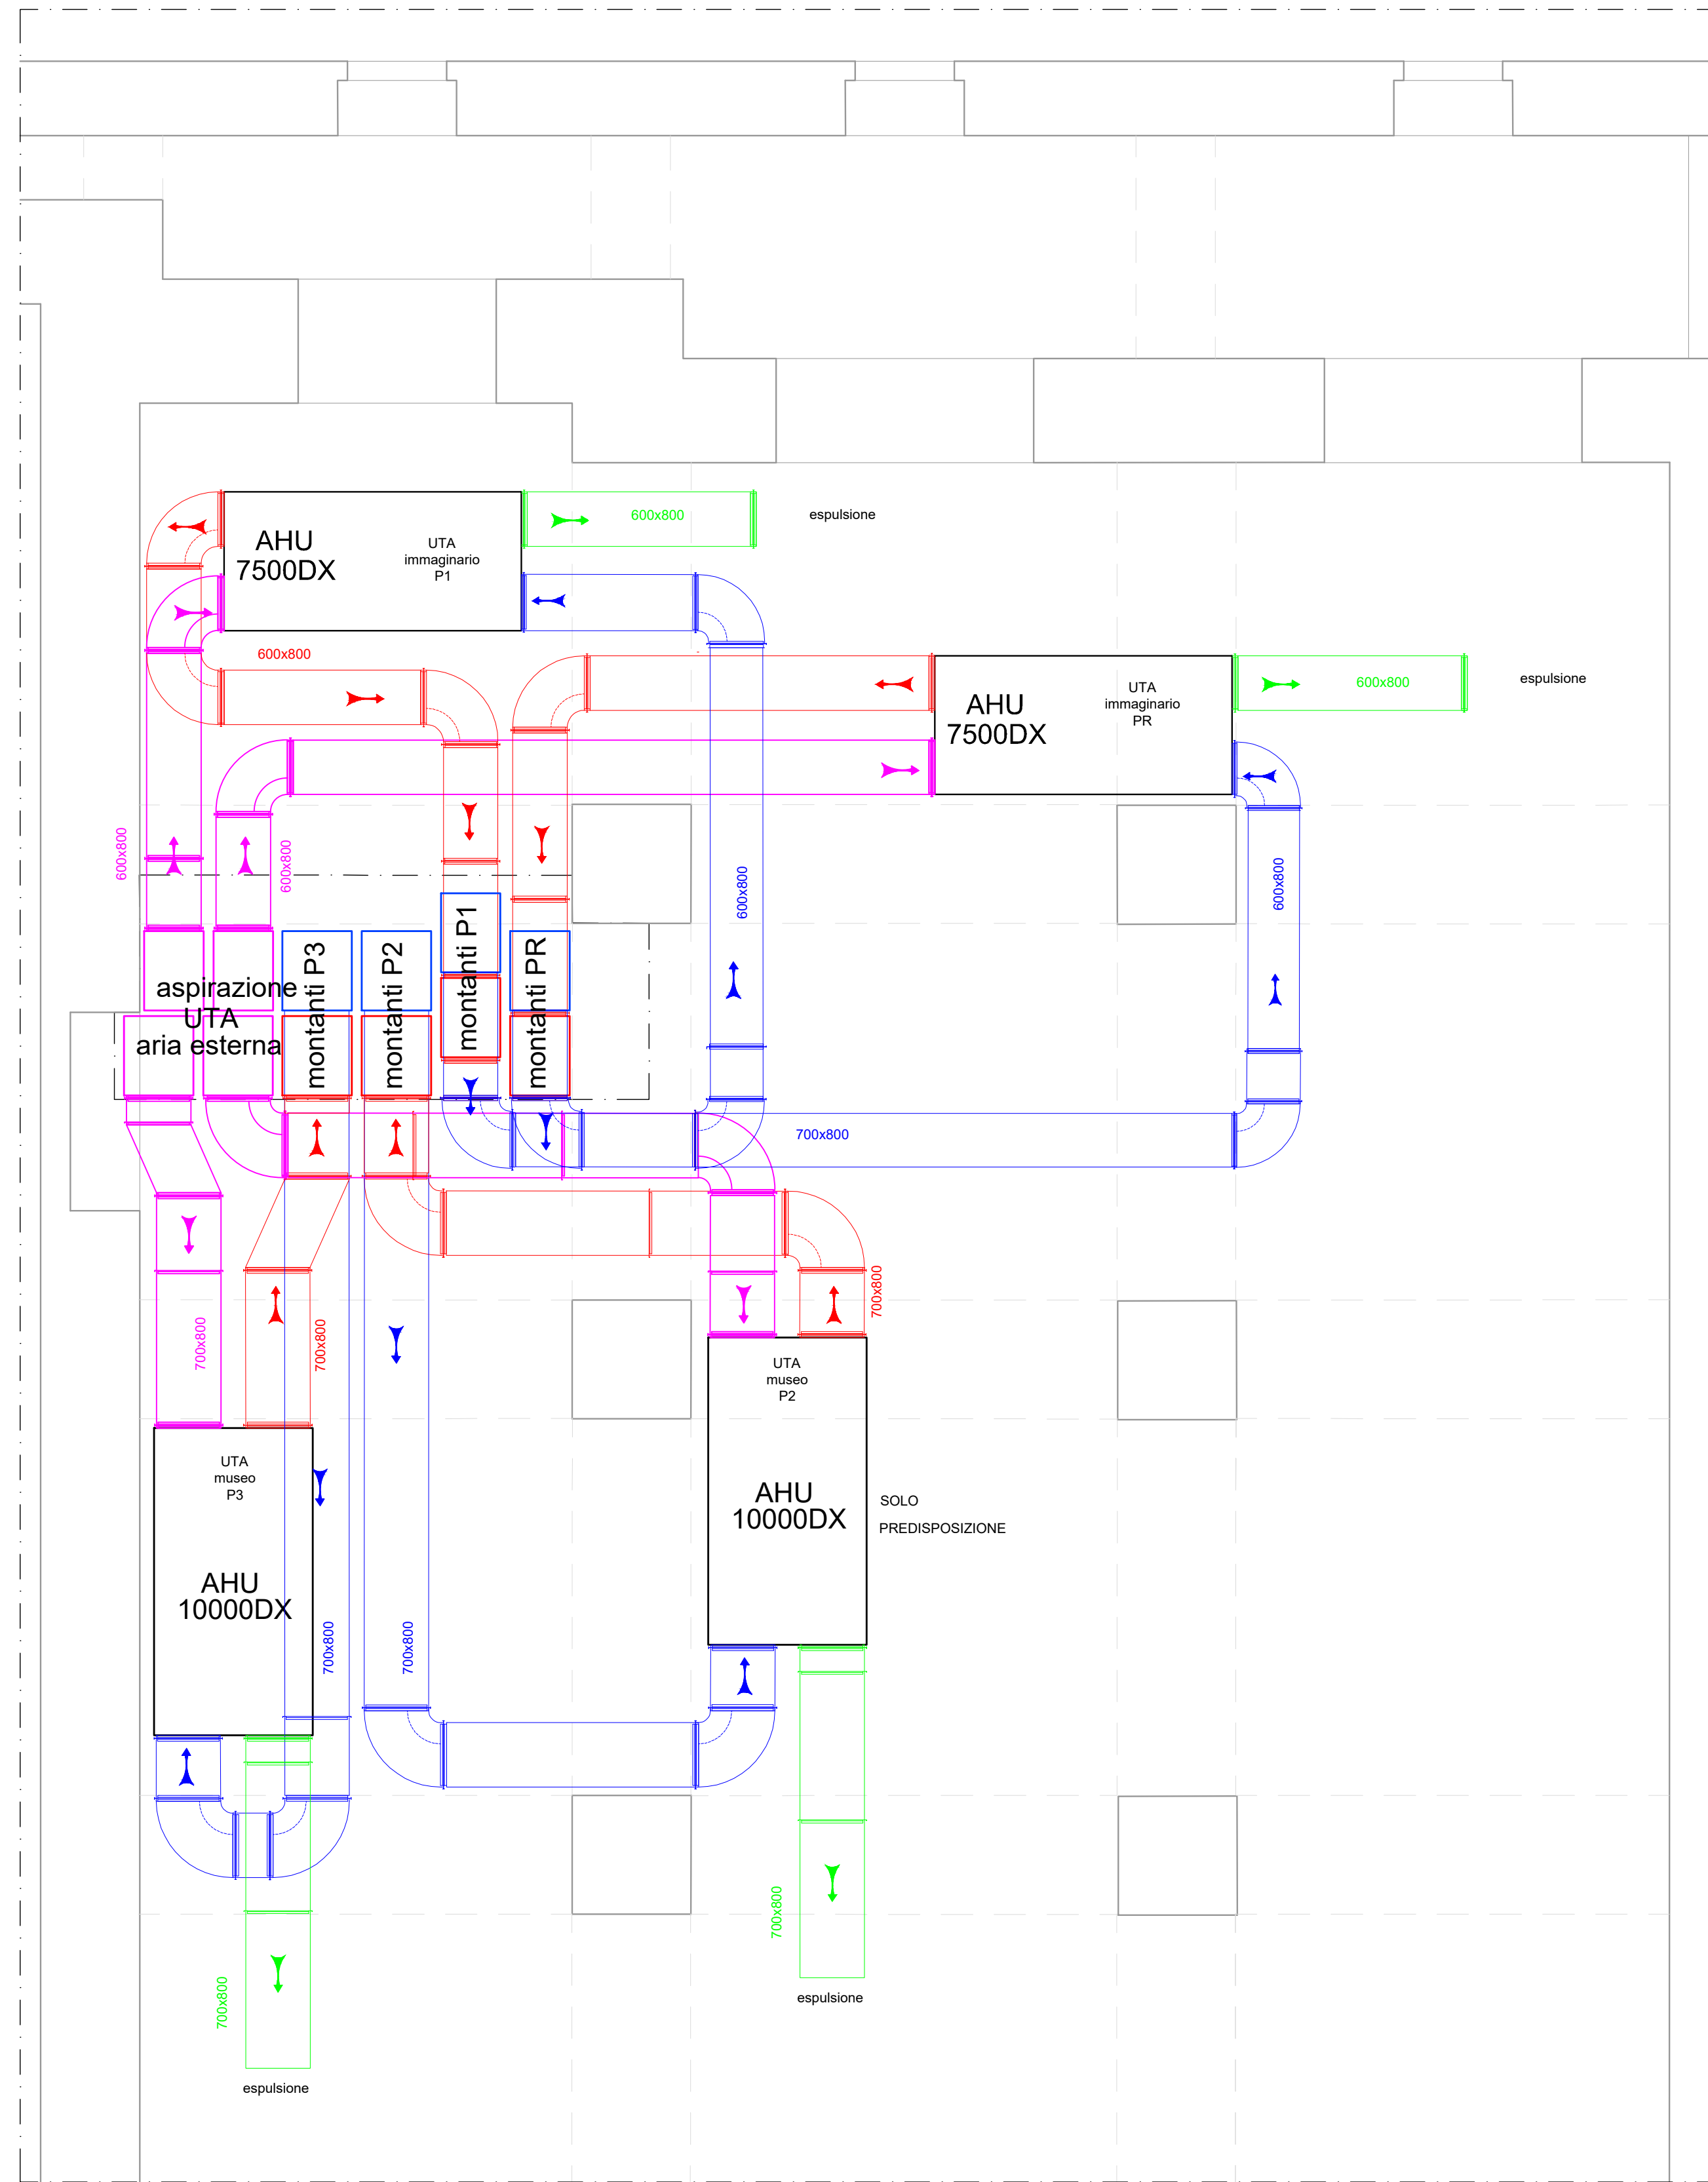 AHU
7500DX
UTA
immaginario
P1
600x800
espulsione
600x800
AHU
7500DX
UTA
immaginario
PR
600x800
espulsione
600x800
600x800
600x800
600x800
montanti P3
montanti P2
montanti P1
montanti PR
aspirazione
UTA
aria esterna
700x800
700x800
700x800
700x800
UTA
museo
P2
AHU
10000DX
SOLO
PREDISPOSIZIONE
UTA
museo
P3
AHU
10000DX
700x800
700x800
700x800
espulsione
700x800
espulsione